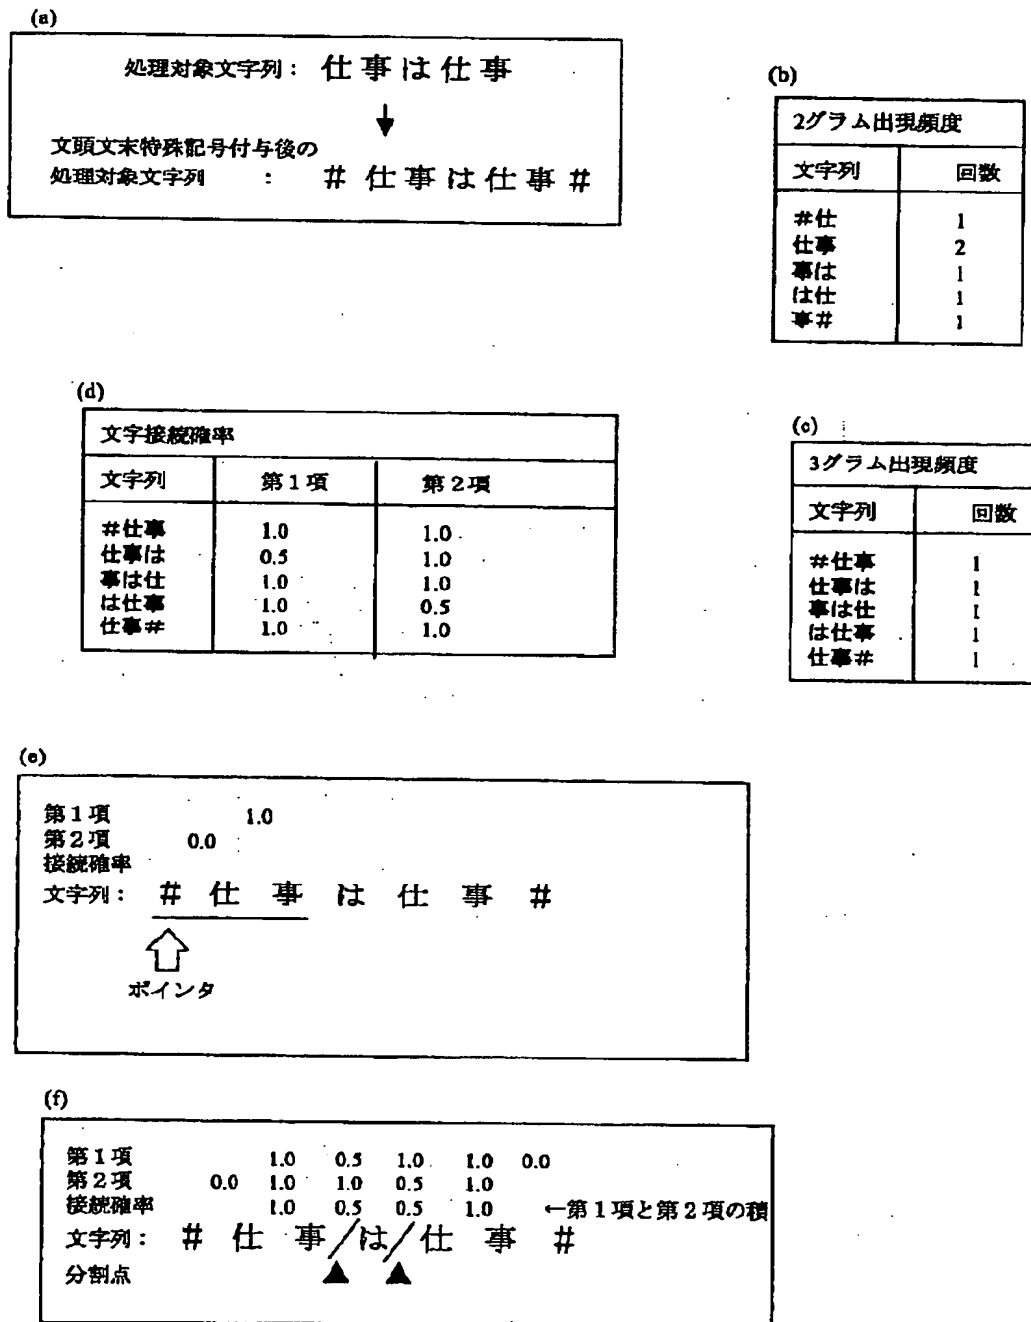 (a)
処理対象文字列： 仕事は仕事
文頭文末特殊記号付与後の
処理対象文字列 ： ＃仕事は仕事＃
(b)
2グラム出現頻度
文字列 回数
＃仕 1
仕事 2
事は 1
は仕 1
事＃ 1
(d)
文字接続確率
文字列 第１項 第２項
＃仕事 1.0 1.0
仕事は 0.5 1.0
事は仕 1.0 1.0
は仕事 1.0 0.5
仕事＃ 1.0 1.0
(c)
3グラム出現頻度
文字列 回数
＃仕事 1
仕事は 1
事は仕 1
は仕事 1
仕事＃ 1
(e)
第１項 1.0
第２項 0.0
接続確率
文字列： ＃ 仕 事 は 仕 事 ＃
ポインタ
(f)
第１項 1.0 0.5 1.0 1.0 0.0
第２項 0.0 1.0 1.0 0.5 1.0
接続確率 1.0 0.5 0.5 1.0 ←第１項と第２項の積
文字列： ＃ 仕 事／は／仕 事 ＃
分割点